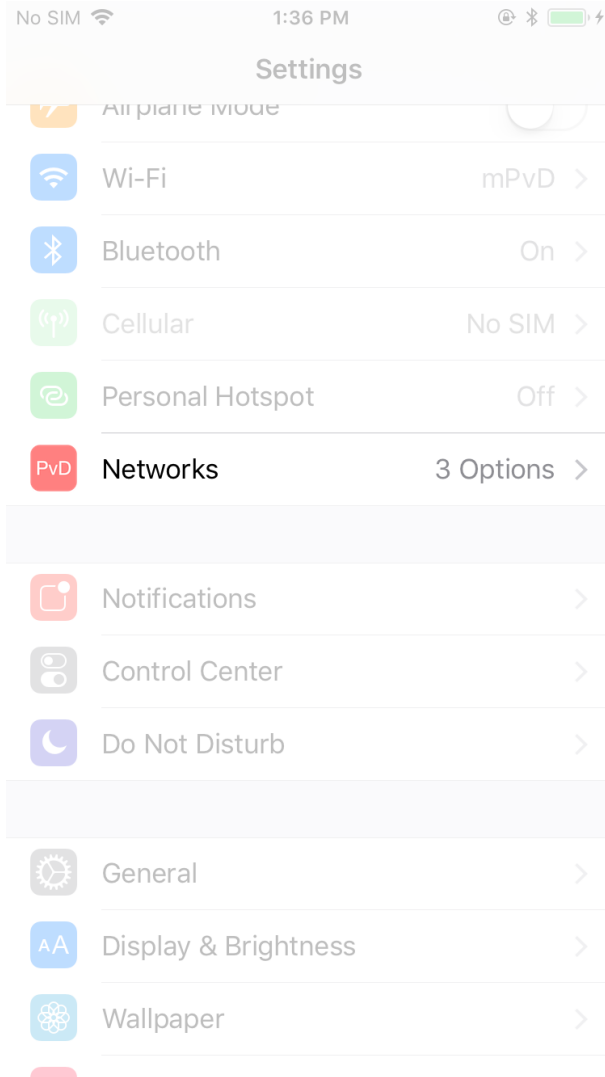 No SIM 1:36 PM
Settings
Airplane Mode
Wi-Fi mPvD
Bluetooth On
Cellular No SIM
Personal Hotspot Off
PvD Networks 3 Options
Notifications
Control Center
Do Not Disturb
General
AA Display & Brightness
Wallpaper